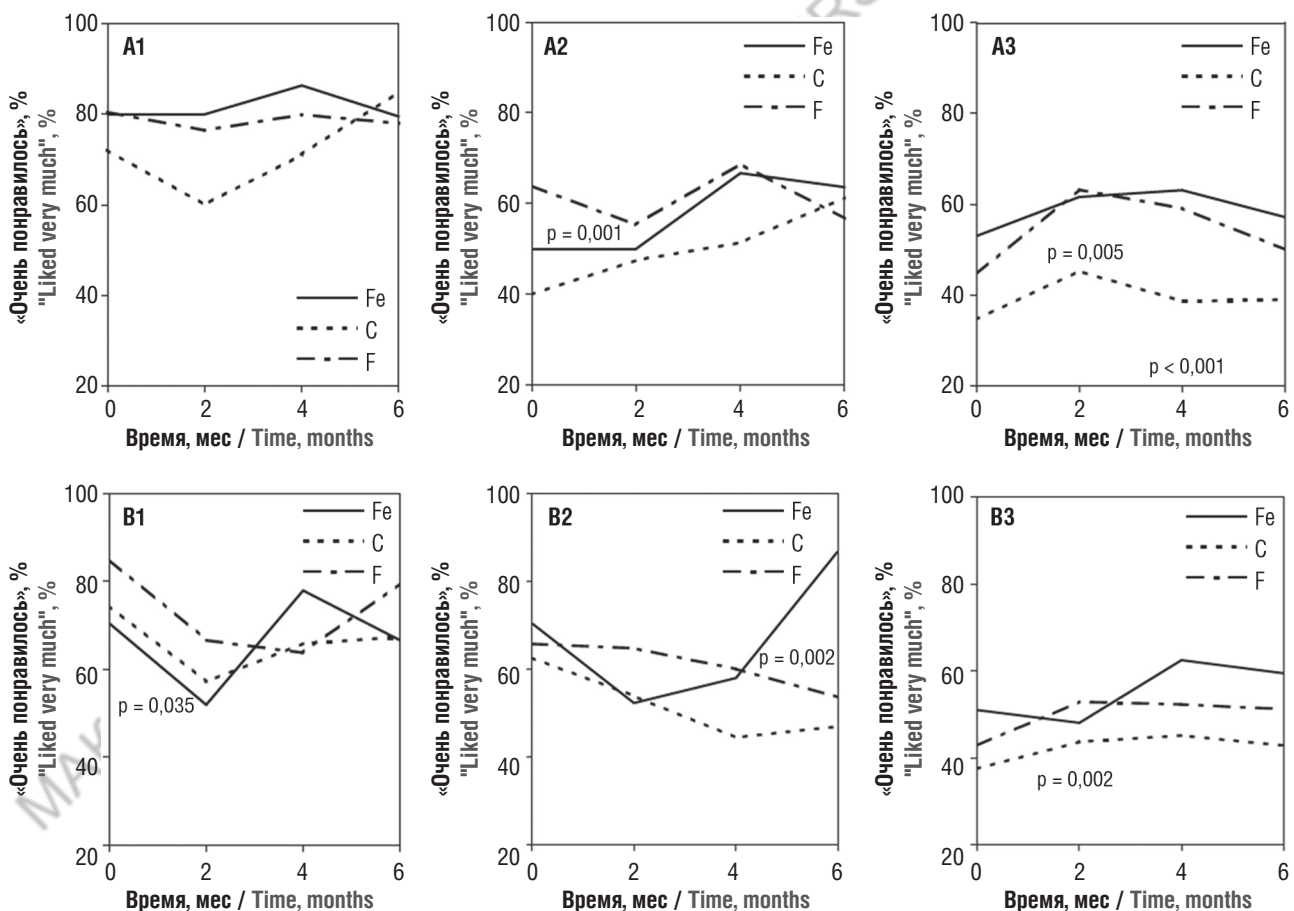 100
A1
80
60
40
20
0 2 4 6
Fe
C
F
«Очень понравилось», %
"Liked very much", %
Время, мес / Time, months
100
A2
80
60
40
20
0 2 4 6
Fe
C
F
p = 0,001
«Очень понравилось», %
"Liked very much", %
Время, мес / Time, months
100
A3
80
60
40
20
0 2 4 6
Fe
C
F
p = 0,005
p < 0,001
«Очень понравилось», %
"Liked very much", %
Время, мес / Time, months
100
B1
80
60
40
20
0 2 4 6
Fe
C
F
p = 0,035
«Очень понравилось», %
"Liked very much", %
Время, мес / Time, months
100
B2
80
60
40
20
0 2 4 6
Fe
C
F
p = 0,002
«Очень понравилось», %
"Liked very much", %
Время, мес / Time, months
100
B3
80
60
40
20
0 2 4 6
Fe
C
F
p = 0,002
«Очень понравилось», %
"Liked very much", %
Время, мес / Time, months